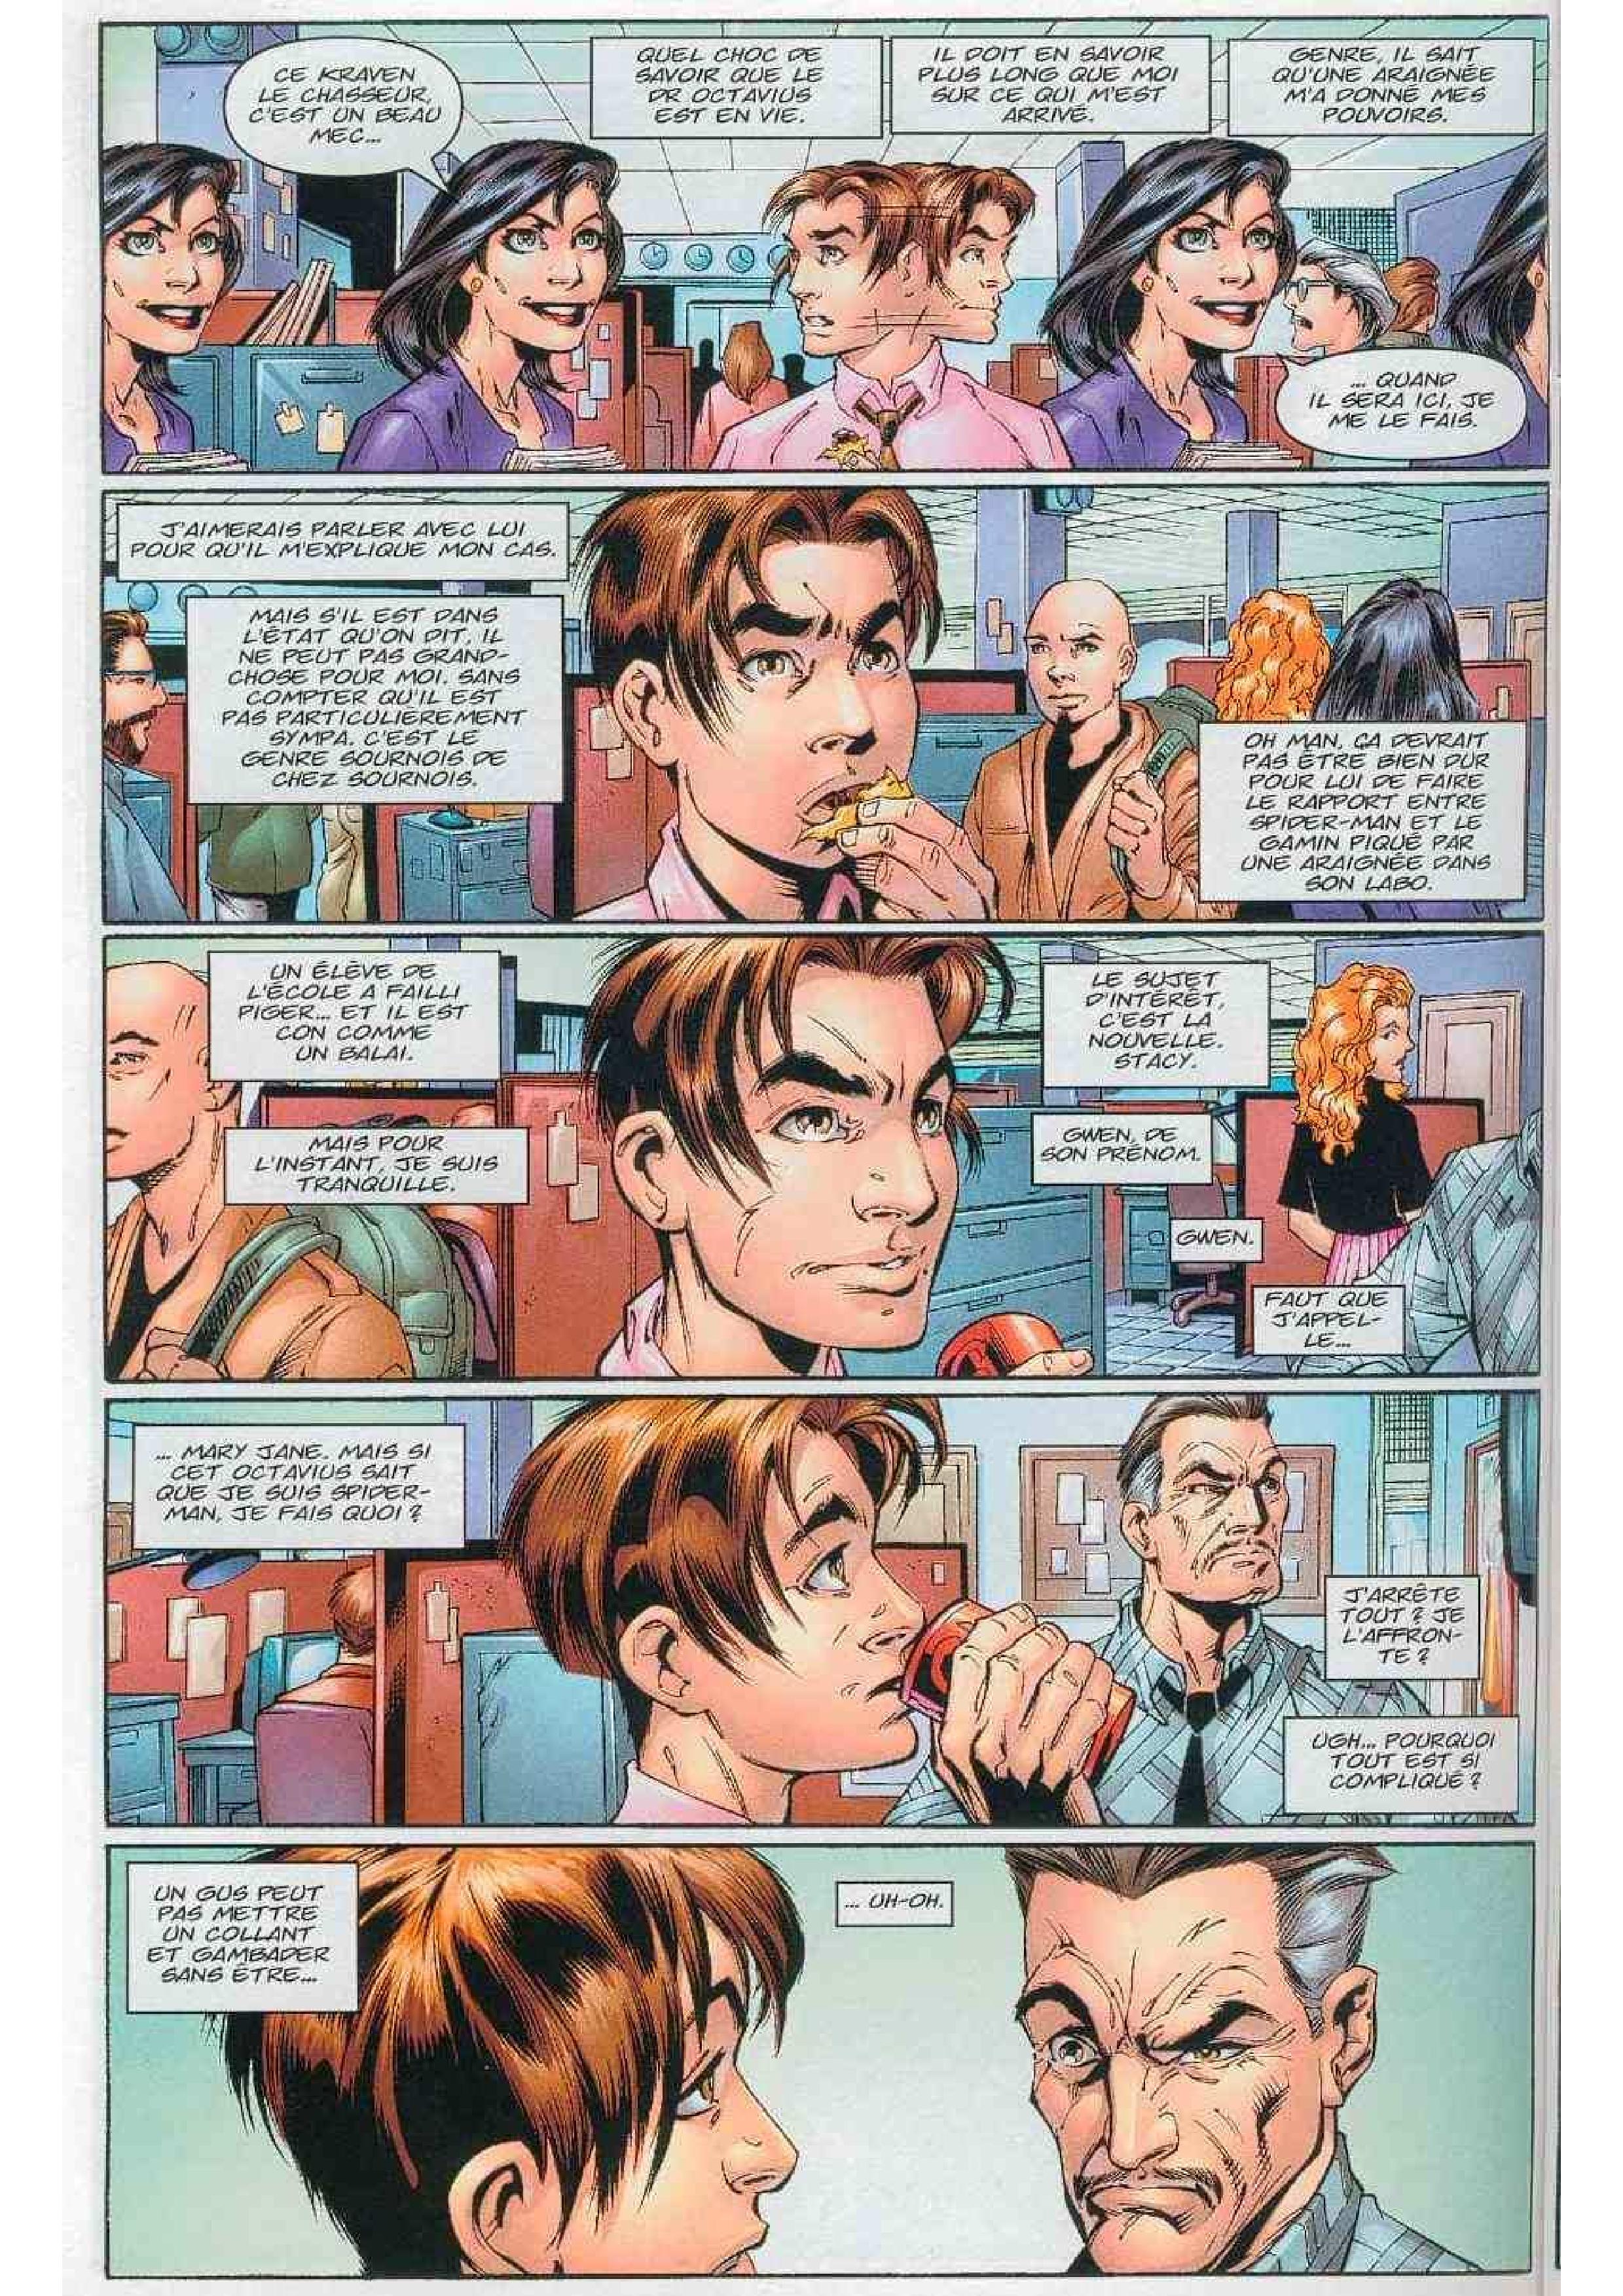 CE KRAVEN
LE CHASSEUR,
C'EST UN BEAU
MEC...
QUEL CHOC DE
SAVOIR QUE LE
DR OCTAVIUS
EST EN VIE.
IL DOIT EN SAVOIR
PLUS LONG QUE MOI
SUR CE QUI M'EST
ARRIVÉ.
GENRE, IL SAIT
QU'UNE ARAIGNÉE
M'A DONNÉ MES
POUVOIRS.
... QUAND
IL SERA ICI, JE
ME LE FAIS.
J'AIMERAIS PARLER AVEC LUI
POUR QU'IL M'EXPLIQUE MON CAS.
MAIS S'IL EST DANS
L'ÉTAT QU'ON DIT, IL
NE PEUT PAS GRAND-
CHOSE POUR MOI. SANS
COMPTER QU'IL EST
PAS PARTICULIEREMENT
SYMPA. C'EST LE
GENRE SOURNOIS DE
CHEZ SOURNOIS.
OH MAN, ÇA DEVRAIT
PAS ÊTRE BIEN DUR
POUR LUI DE FAIRE
LE RAPPORT ENTRE
SPIDER-MAN ET LE
GAMIN PIQUÉ PAR
UNE ARAIGNÉE DANS
SON LABO.
UN ÉLÈVE DE
L'ÉCOLE A FAILLI
PIGER... ET IL EST
CON COMME
UN BALAI.
MAIS POUR
L'INSTANT, JE SUIS
TRANQUILLE.
LE SUJET
D'INTÉRÊT,
C'EST LA
NOUVELLE.
STACY.
GWEN, DE
SON PRÉNOM.
GWEN.
FAUT QUE
J'APPEL-
LE...
... MARY JANE. MAIS SI
CET OCTAVIUS SAIT
QUE JE SUIS SPIDER-
MAN, JE FAIS QUOI ?
J'ARRÊTE
TOUT ? JE
L'AFFRON-
TE ?
UGH... POURQUOI
TOUT EST SI
COMPLIQUÉ ?
UN GUS PEUT
PAS METTRE
UN COLLANT
ET GAMBADER
SANS ÊTRE...
... UH-OH.